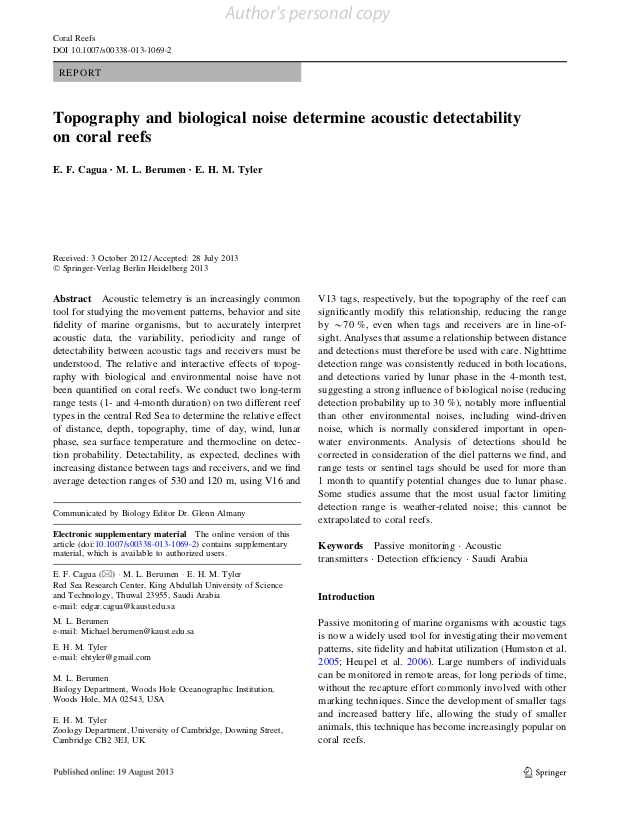 Author's personal copy
Coral Reefs
DOI 10.1007/s00338-013-1069-2
REPORT
Topography and biological noise determine acoustic detectability
on coral reefs
E. F. Cagua · M. L. Berumen · E. H. M. Tyler
Received: 3 October 2012 / Accepted: 28 July 2013
© Springer-Verlag Berlin Heidelberg 2013
Abstract Acoustic telemetry is an increasingly common
tool for studying the movement patterns, behavior and site
fidelity of marine organisms, but to accurately interpret
acoustic data, the variability, periodicity and range of
detectability between acoustic tags and receivers must be
understood. The relative and interactive effects of topog-
raphy with biological and environmental noise have not
been quantified on coral reefs. We conduct two long-term
range tests (1- and 4-month duration) on two different reef
types in the central Red Sea to determine the relative effect
of distance, depth, topography, time of day, wind, lunar
phase, sea surface temperature and thermocline on detec-
tion probability. Detectability, as expected, declines with
increasing distance between tags and receivers, and we find
average detection ranges of 530 and 120 m, using V16 and
Communicated by Biology Editor Dr. Glenn Almany
Electronic supplementary material The online version of this
article (doi:10.1007/s00338-013-1069-2) contains supplementary
material, which is available to authorized users.
E. F. Cagua (✉) · M. L. Berumen · E. H. M. Tyler
Red Sea Research Center, King Abdullah University of Science
and Technology, Thuwal 23955, Saudi Arabia
e-mail: edgar.cagua@kaust.edu.sa
M. L. Berumen
e-mail: Michael.berumen@kaust.edu.sa
E. H. M. Tyler
e-mail: ehtyler@gmail.com
M. L. Berumen
Biology Department, Woods Hole Oceanographic Institution,
Woods Hole, MA 02543, USA
E. H. M. Tyler
Zoology Department, University of Cambridge, Downing Street,
Cambridge CB2 3EJ, UK
V13 tags, respectively, but the topography of the reef can
significantly modify this relationship, reducing the range
by ~70 %, even when tags and receivers are in line-of-
sight. Analyses that assume a relationship between distance
and detections must therefore be used with care. Nighttime
detection range was consistently reduced in both locations,
and detections varied by lunar phase in the 4-month test,
suggesting a strong influence of biological noise (reducing
detection probability up to 30 %), notably more influential
than other environmental noises, including wind-driven
noise, which is normally considered important in open-
water environments. Analysis of detections should be
corrected in consideration of the diel patterns we find, and
range tests or sentinel tags should be used for more than
1 month to quantify potential changes due to lunar phase.
Some studies assume that the most usual factor limiting
detection range is weather-related noise; this cannot be
extrapolated to coral reefs.
Keywords Passive monitoring · Acoustic
transmitters · Detection efficiency · Saudi Arabia
Introduction
Passive monitoring of marine organisms with acoustic tags
is now a widely used tool for investigating their movement
patterns, site fidelity and habitat utilization (Humston et al.
2005; Heupel et al. 2006). Large numbers of individuals
can be monitored in remote areas, for long periods of time,
without the recapture effort commonly involved with other
marking techniques. Since the development of smaller tags
and increased battery life, allowing the study of smaller
animals, this technique has become increasingly popular on
coral reefs.
Published online: 19 August 2013
Springer